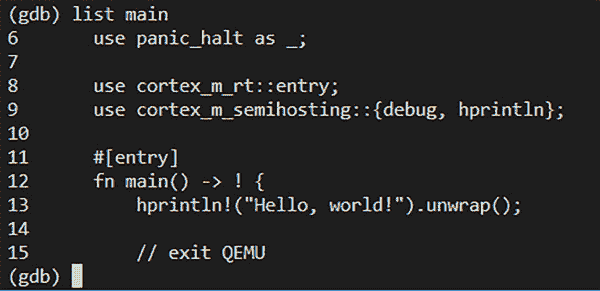 (gdb) list main
6       use panic_halt as _;
7
8       use cortex_m_rt::entry;
9       use cortex_m_semihosting::{debug, hprintln};
10
11      #[entry]
12      fn main() -> ! {
13          hprintln!("Hello, world!").unwrap();
14
15          // exit QEMU
(gdb)